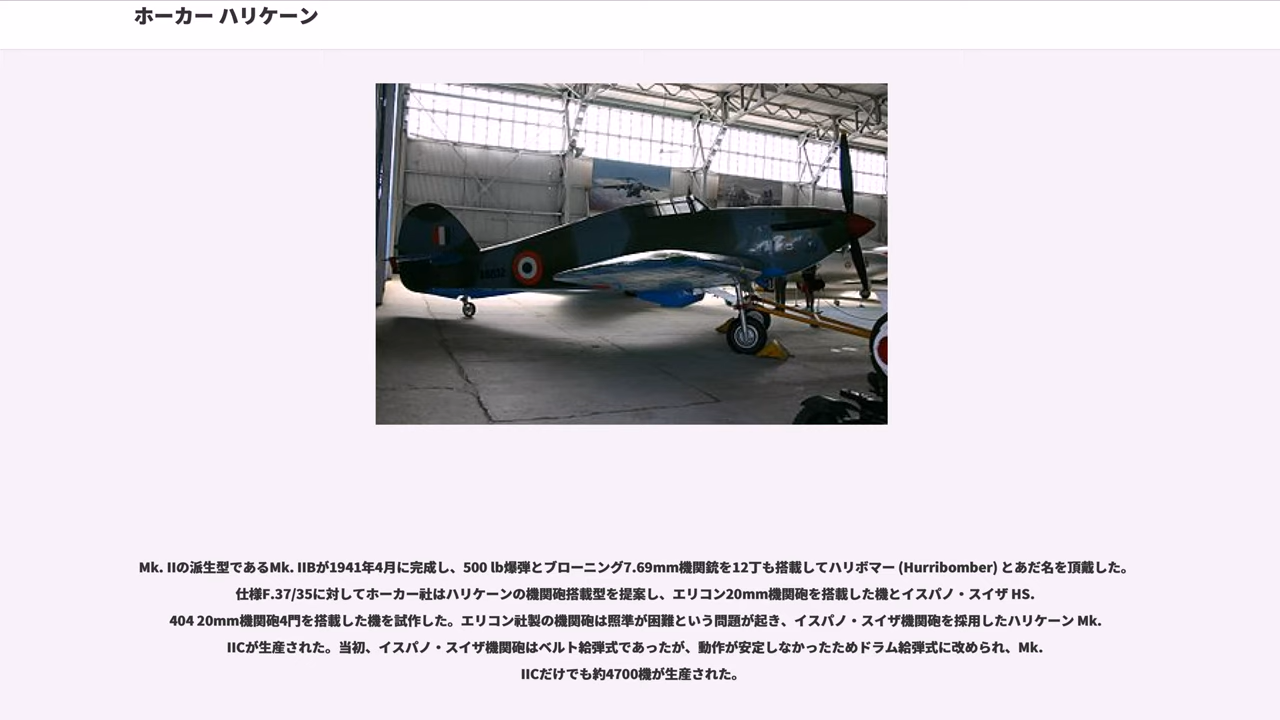 ホーカー ハリケーン
Mk. IIの派生型であるMk. IIBが1941年4月に完成し、500 lb爆弾とブローニング7.69mm機関銃を12丁も搭載してハリボマー (Hurribomber) とあだ名を頂戴した。
仕様F.37/35に対してホーカー社はハリケーンの機関砲搭載型を提案し、エリコン20mm機関砲を搭載した機とイスパノ・スイザ HS.
404 20mm機関砲4門を搭載した機を試作した。エリコン社製の機関砲は照準が困難という問題が起き、イスパノ・スイザ機関砲を採用したハリケーン Mk.
IICが生産された。当初、イスパノ・スイザ機関砲はベルト給弾式であったが、動作が安定しなかったためドラム給弾式に改められ、Mk.
IICだけでも約4700機が生産された。